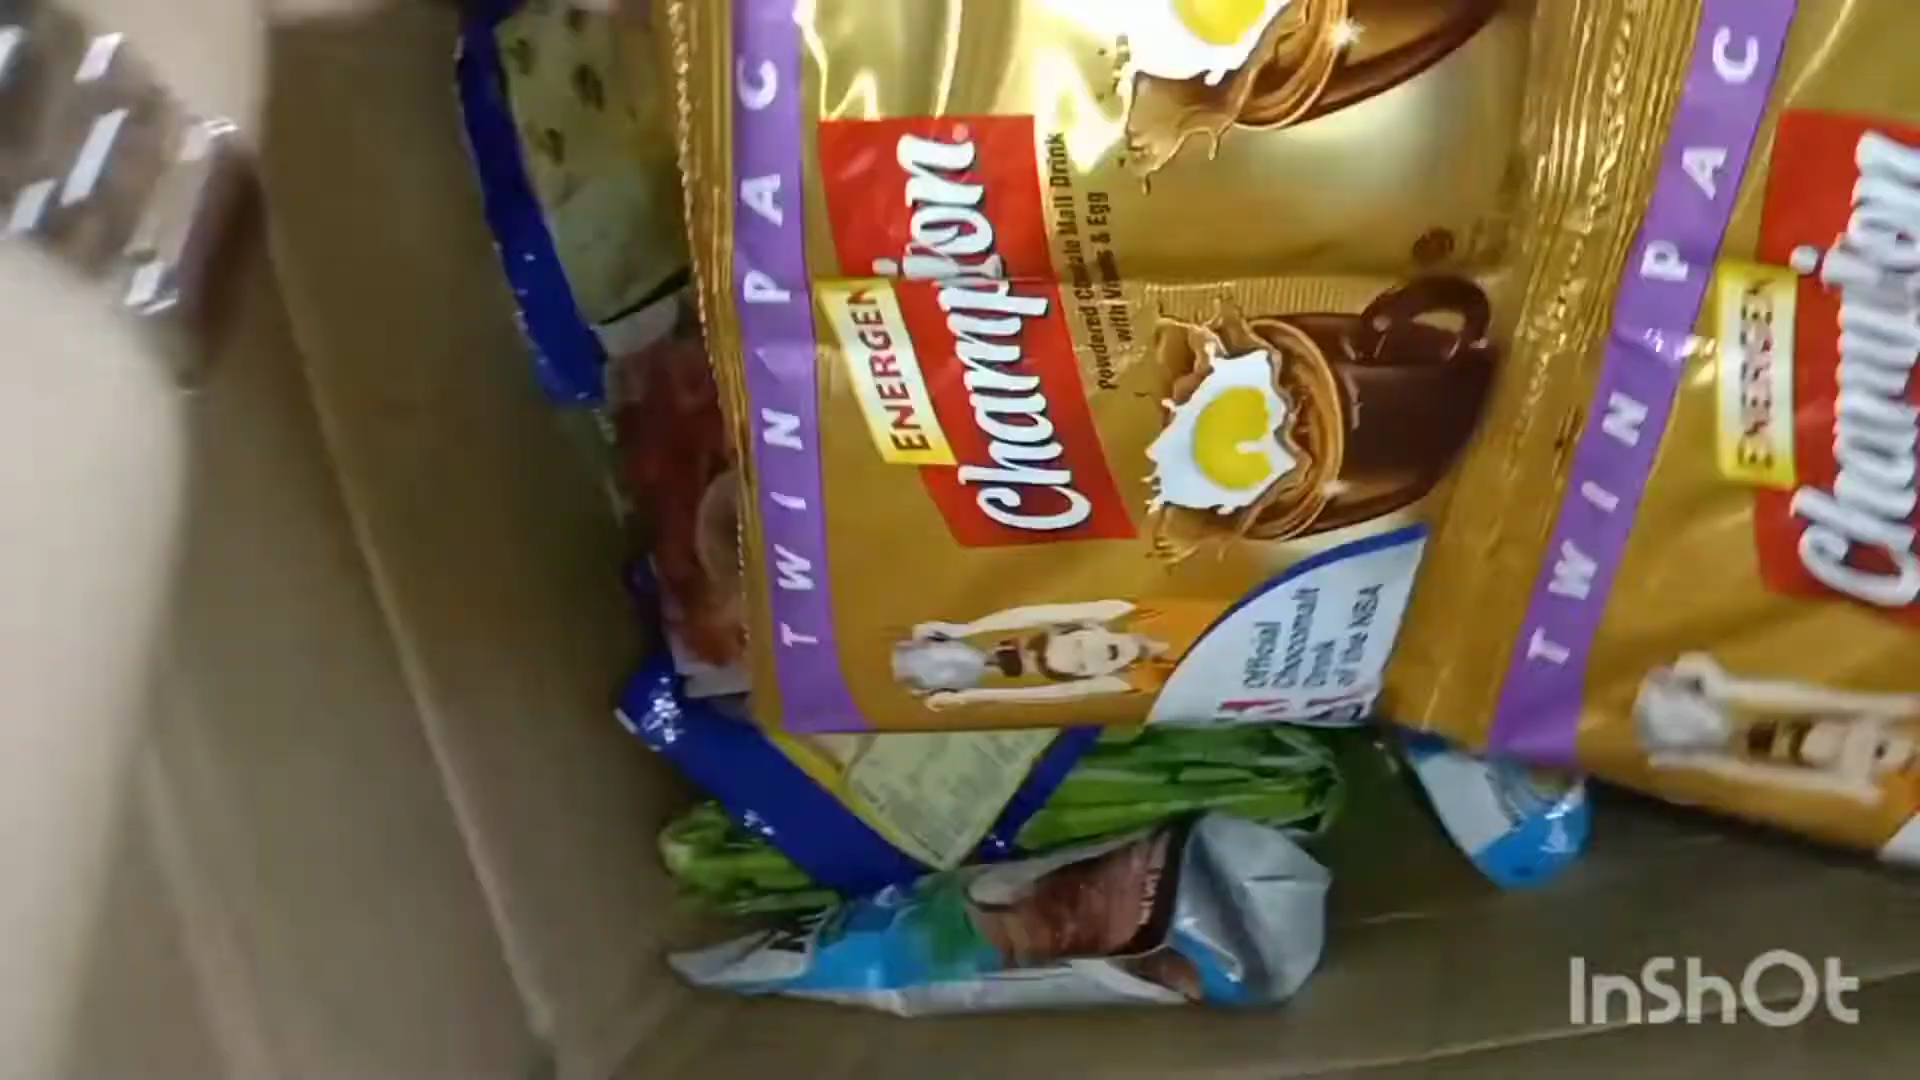 TWIN PAC
ENERGEN
Champion
Powdered Chocolate Malt Drink
with Vitamins & Egg
Official
Chocomalt
Drink
of the NBA
TWIN PAC
ENERGEN
Champion
InShOt